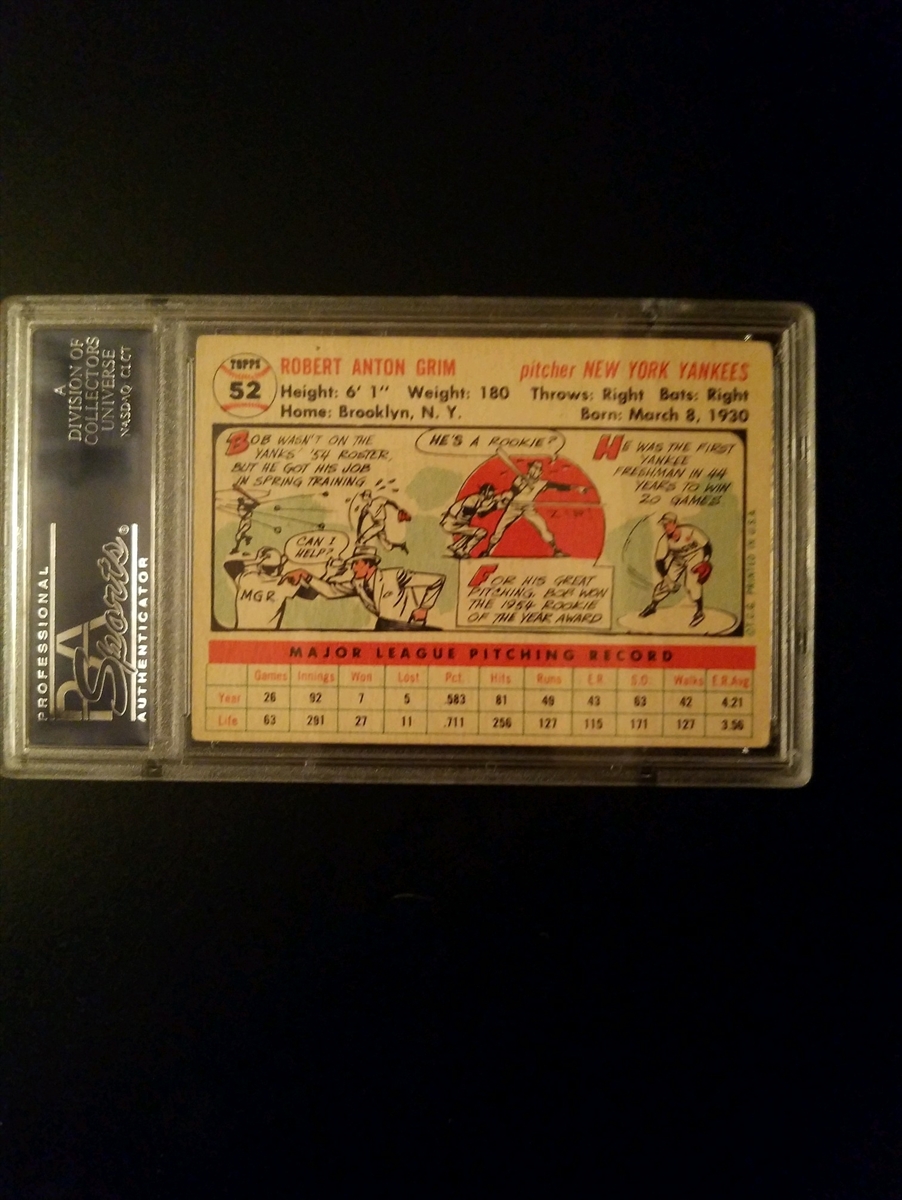 A
DIVISION OF
COLLECTORS
UNIVERSE
NASDAQ: CLCT
PROFESSIONAL
PSA
Sports®
AUTHENTICATOR
TOPPS
52
ROBERT ANTON GRIM pitcher NEW YORK YANKEES
Height: 6' 1" Weight: 180 Throws: Right Bats: Right
Home: Brooklyn, N. Y. Born: March 8, 1930
BOB WASN'T ON THE
YANKS' '54 ROSTER,
BUT HE GOT HIS JOB
IN SPRING TRAINING
CAN I
HELP?
MGR
HE'S A ROOKIE?
FOR HIS GREAT
PITCHING, BOB WON
THE 1954 ROOKIE
OF THE YEAR AWARD
HE WAS THE FIRST
YANKEE
FRESHMAN IN 44
YEARS TO WIN
20 GAMES
PRINTED IN U.S.A.
MAJOR LEAGUE PITCHING RECORD
Games Innings Won Lost Pct. Hits Runs E.R. S.O. Walks E.R.Avg
Year 26 92 7 5 .583 81 49 43 63 42 4.21
Life 63 291 27 11 .711 256 127 115 171 127 3.56